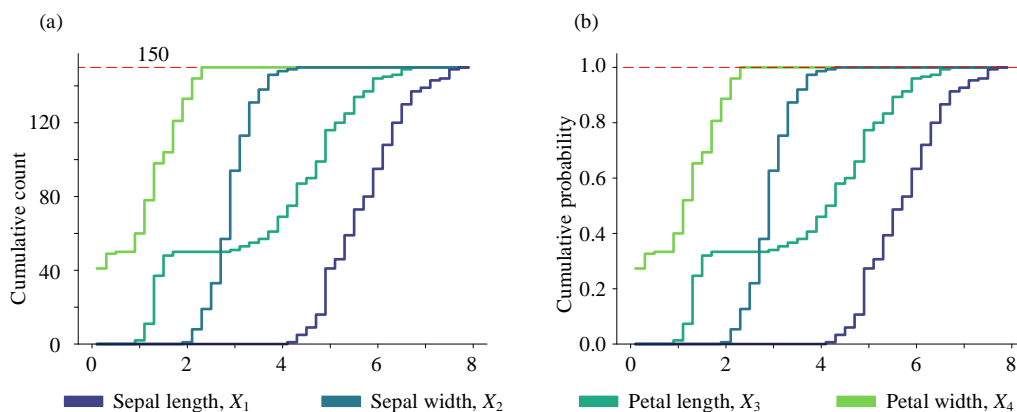 (a)
150
120
80
40
0
Cumulative count
0 2 4 6 8
(b)
1.0
0.8
0.6
0.4
0.2
0.0
Cumulative probability
0 2 4 6 8
Sepal length, X1
Sepal width, X2
Petal length, X3
Petal width, X4